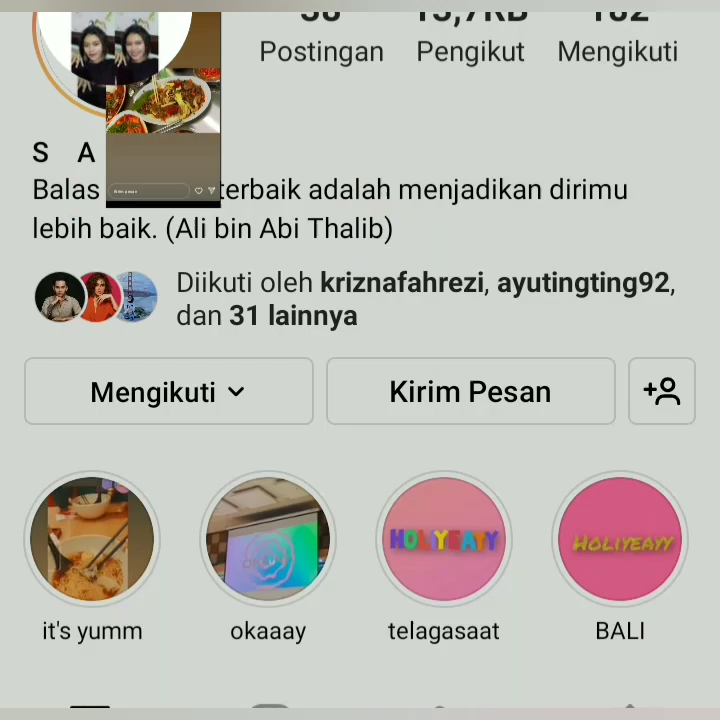 Postingan Pengikut Mengikuti
S A
Balas terbaik adalah menjadikan dirimu
lebih baik. (Ali bin Abi Thalib)
Diikuti oleh kriznafahrezi, ayutingting92,
dan 31 lainnya
Mengikuti Kirim Pesan
HOLIYEAYY HOLIYEAYY
it's yumm okaaay telagasaat BALI